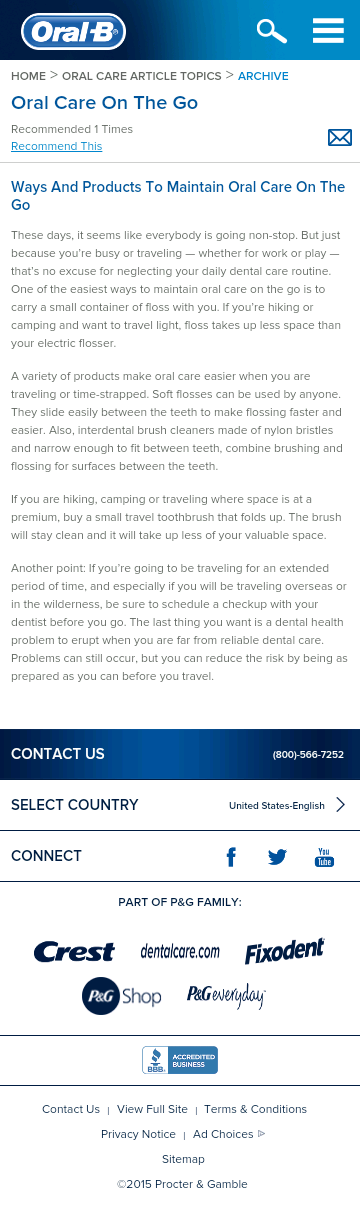 Oral-B
HOME > ORAL CARE ARTICLE TOPICS > ARCHIVE
Oral Care On The Go
Recommended 1 Times
Recommend This
Ways And Products To Maintain Oral Care On The
Go
These days, it seems like everybody is going non-stop. But just
because you’re busy or traveling — whether for work or play —
that’s no excuse for neglecting your daily dental care routine.
One of the easiest ways to maintain oral care on the go is to
carry a small container of floss with you. If you’re hiking or
camping and want to travel light, floss takes up less space than
your electric flosser.
A variety of products make oral care easier when you are
traveling or time-strapped. Soft flosses can be used by anyone.
They slide easily between the teeth to make flossing faster and
easier. Also, interdental brush cleaners made of nylon bristles
and narrow enough to fit between teeth, combine brushing and
flossing for surfaces between the teeth.
If you are hiking, camping or traveling where space is at a
premium, buy a small travel toothbrush that folds up. The brush
will stay clean and it will take up less of your valuable space.
Another point: If you’re going to be traveling for an extended
period of time, and especially if you will be traveling overseas or
in the wilderness, be sure to schedule a checkup with your
dentist before you go. The last thing you want is a dental health
problem to erupt when you are far from reliable dental care.
Problems can still occur, but you can reduce the risk by being as
prepared as you can before you travel.
CONTACT US (800)-566-7252
SELECT COUNTRY United States-English
CONNECT f You Tube
PART OF P&G FAMILY:
Crest dentalcare.com Fixodent
P&G Shop P&G everyday
BBB ACCREDITED BUSINESS
Contact Us | View Full Site | Terms & Conditions
Privacy Notice | Ad Choices
Sitemap
©2015 Procter & Gamble